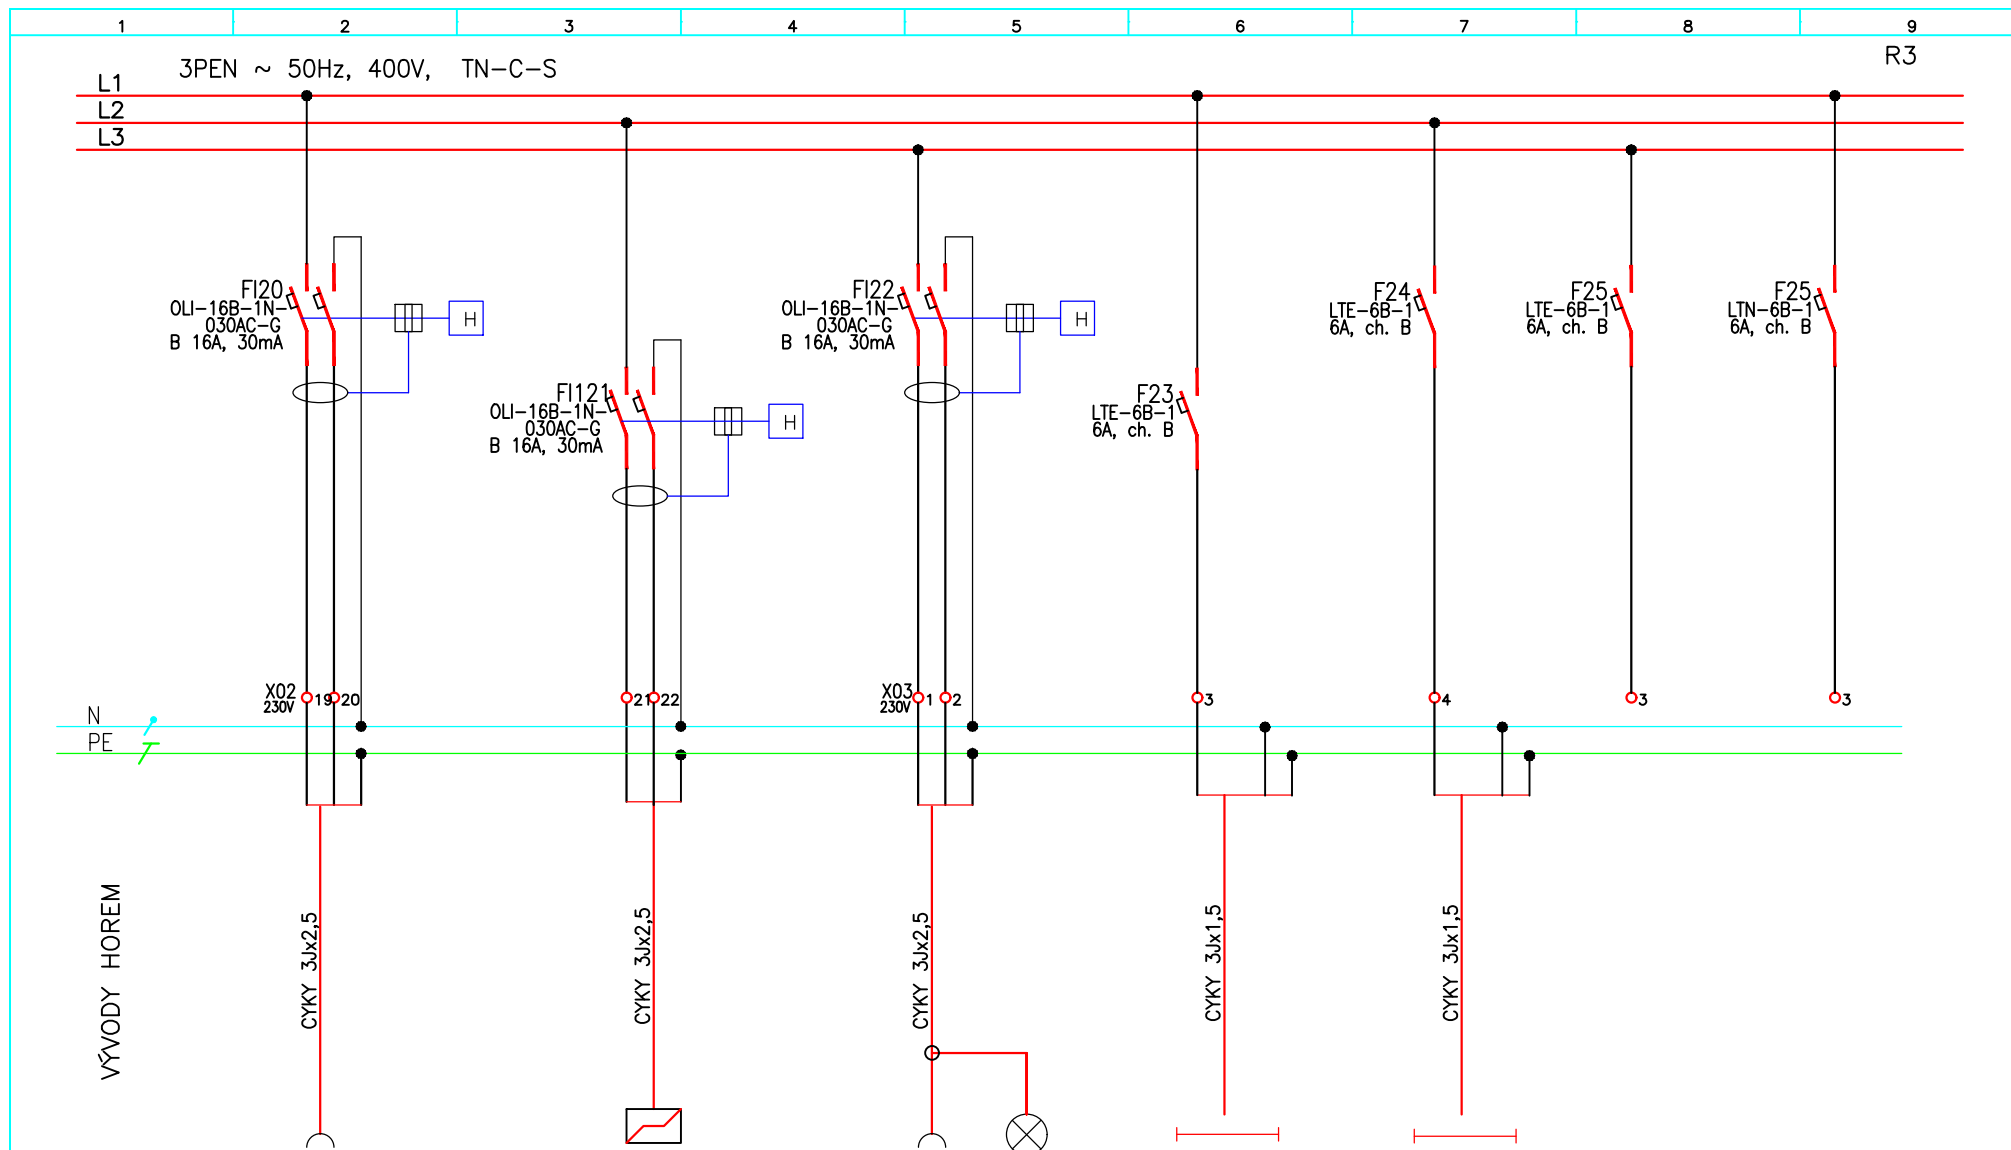 1 2 3 4 5 6 7 8 9
3PEN ~ 50Hz, 400V, TN-C-S
R3
L1
L2
L3
FI20
OLI-16B-1N-
030AC-G
B 16A, 30mA
H
FI121
OLI-16B-1N-
030AC-G
B 16A, 30mA
H
FI22
OLI-16B-1N-
030AC-G
B 16A, 30mA
H
F23
LTE-6B-1
6A, ch. B
F24
LTE-6B-1
6A, ch. B
F25
LTE-6B-1
6A, ch. B
F25
LTN-6B-1
6A, ch. B
X02
230V
19 20
21 22
X03
230V
1 2
3
4
3
3
N
PE
VÝVODY HOREM
CYKY 3Jx2,5
CYKY 3Jx2,5
CYKY 3Jx2,5
CYKY 3Jx1,5
CYKY 3Jx1,5